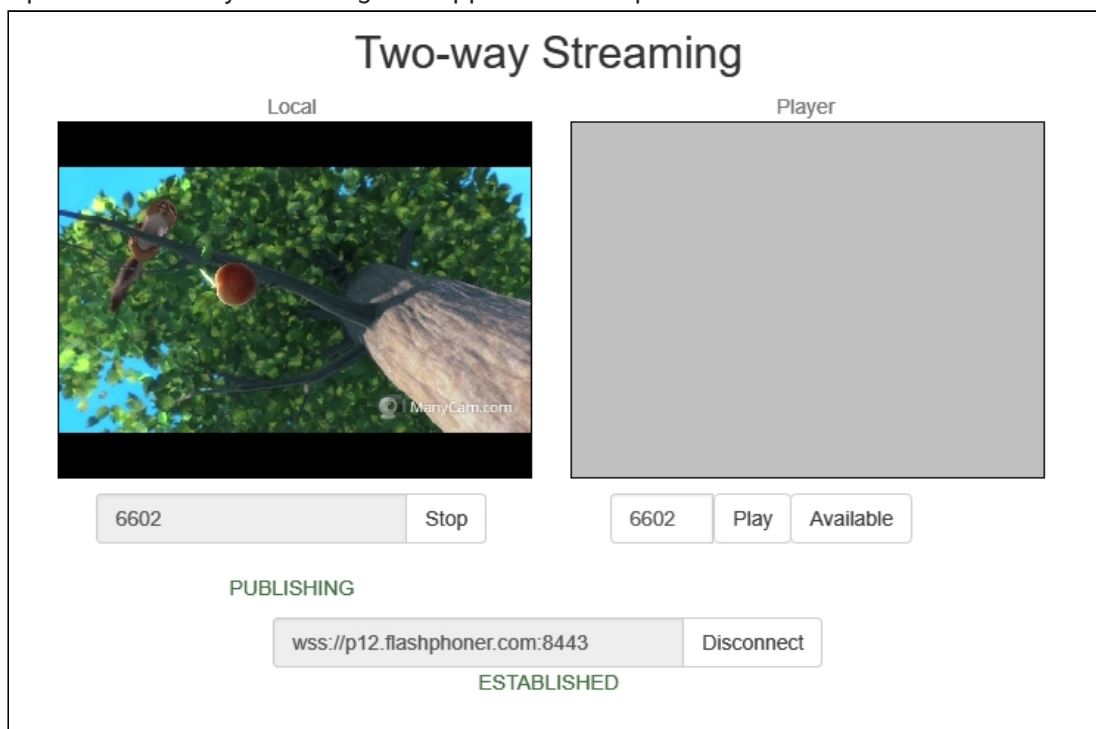 Two-way Streaming
Local
Player
ManyCam.com
6602
Stop
6602
Play
Available
PUBLISHING
wss://p12.flashphoner.com:8443
Disconnect
ESTABLISHED